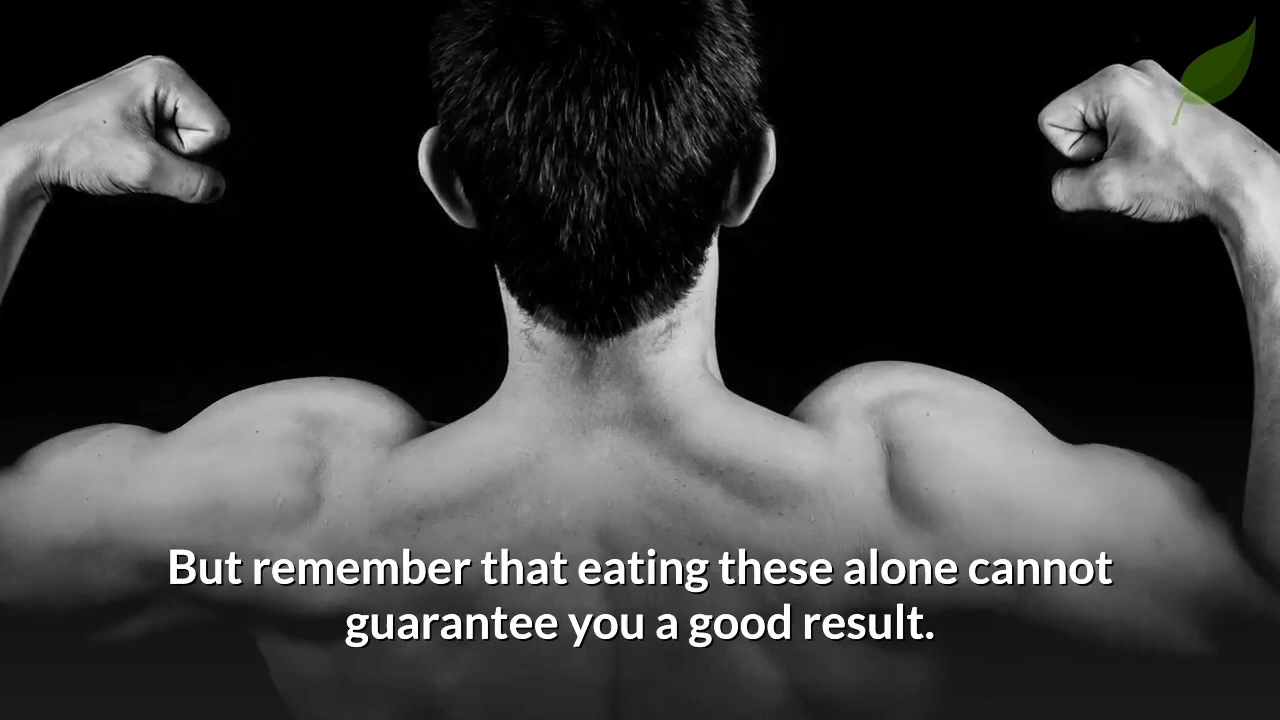 But remember that eating these alone cannot
guarantee you a good result.